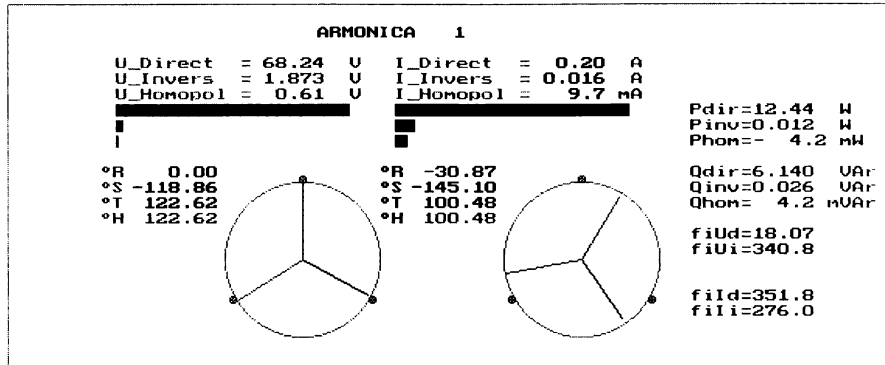 ARMONICA 1
U_Direct = 68.24 V
U_Invers = 1.873 V
U_Homopol = 0.61 V
I_Direct = 0.20 A
I_Invers = 0.016 A
I_Homopol = 9.7 mA
Pdir=12.44 W
Pinv=0.012 W
Phom=- 4.2 mW
°R 0.00
°S -118.86
°T 122.62
°H 122.62
°R -30.87
°S -145.10
°T 100.48
°H 100.48
Qdir=6.140 VAr
Qinv=0.026 VAr
Qhom= 4.2 mVAr
fiUd=18.07
fiUi=340.8
fiId=351.8
fiIi=276.0